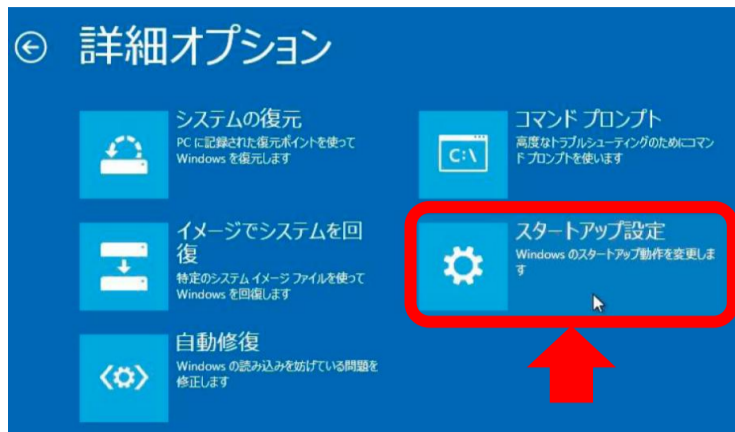 詳細オプション
システムの復元
PC に記録された復元ポイントを使って
Windows を復元します
イメージでシステムを回
復
特定のシステム イメージ ファイルを使って
Windows を回復します
自動修復
Windows の読み込みを妨げている問題を
修正します
コマンド プロンプト
C:\
高度なトラブルシューティングのためにコマン
ド プロンプトを使います
スタートアップ設定
Windows のスタートアップ動作を変更しま
す